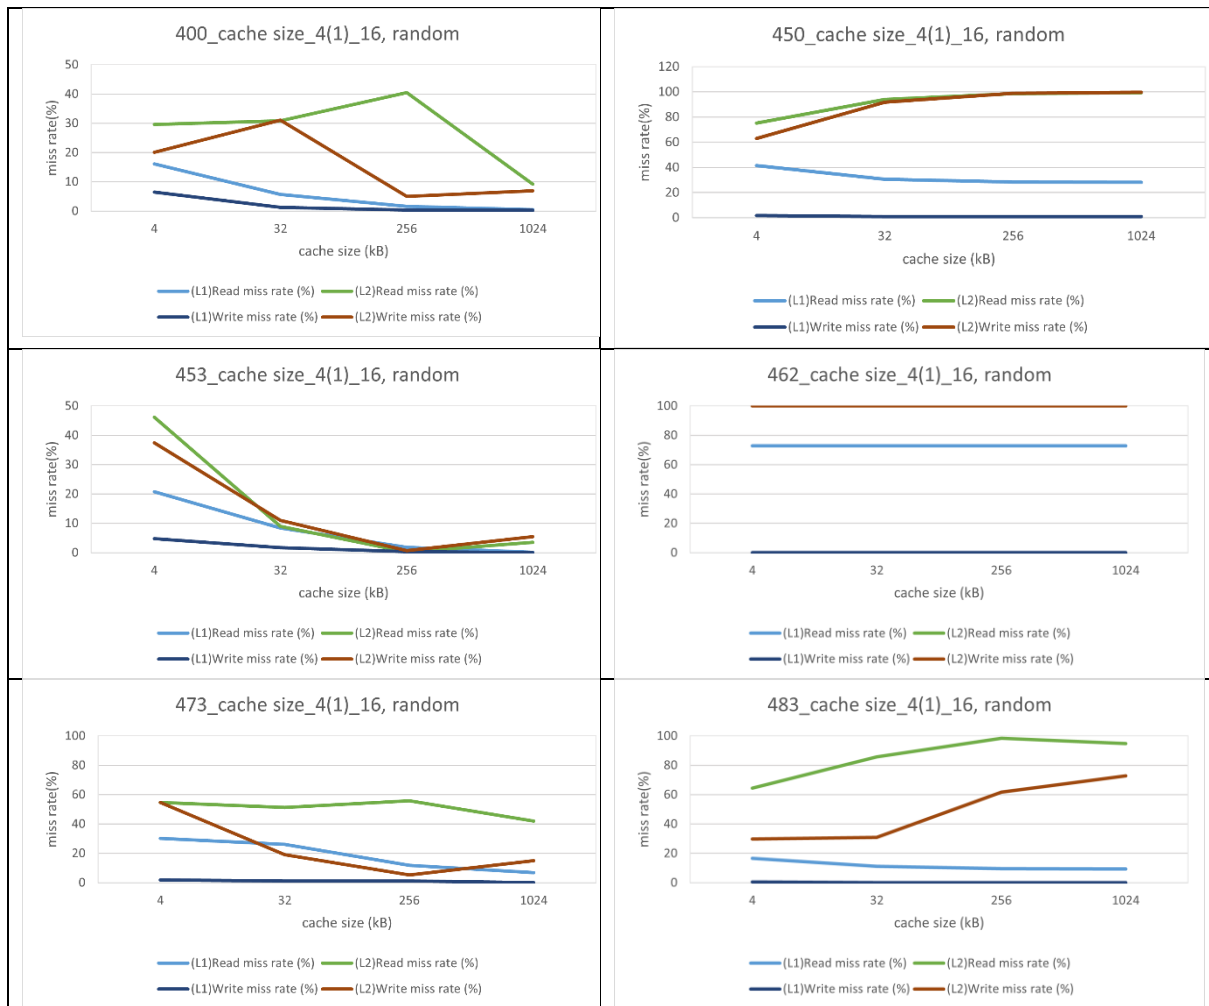 400_cache size_4(1)_16, random
miss rate(%)
50
40
30
20
10
0
4 32 256 1024
cache size (kB)
(L1)Read miss rate (%) (L2)Read miss rate (%)
(L1)Write miss rate (%) (L2)Write miss rate (%)
450_cache size_4(1)_16, random
miss rate(%)
120
100
80
60
40
20
0
4 32 256 1024
cache size (kB)
(L1)Read miss rate (%) (L2)Read miss rate (%)
(L1)Write miss rate (%) (L2)Write miss rate (%)
453_cache size_4(1)_16, random
miss rate(%)
50
40
30
20
10
0
4 32 256 1024
cache size (kB)
(L1)Read miss rate (%) (L2)Read miss rate (%)
(L1)Write miss rate (%) (L2)Write miss rate (%)
462_cache size_4(1)_16, random
miss rate(%)
100
80
60
40
20
0
4 32 256 1024
cache size (kB)
(L1)Read miss rate (%) (L2)Read miss rate (%)
(L1)Write miss rate (%) (L2)Write miss rate (%)
473_cache size_4(1)_16, random
miss rate(%)
100
80
60
40
20
0
4 32 256 1024
cache size (kB)
(L1)Read miss rate (%) (L2)Read miss rate (%)
(L1)Write miss rate (%) (L2)Write miss rate (%)
483_cache size_4(1)_16, random
miss rate(%)
100
80
60
40
20
0
4 32 256 1024
cache size (kB)
(L1)Read miss rate (%) (L2)Read miss rate (%)
(L1)Write miss rate (%) (L2)Write miss rate (%)